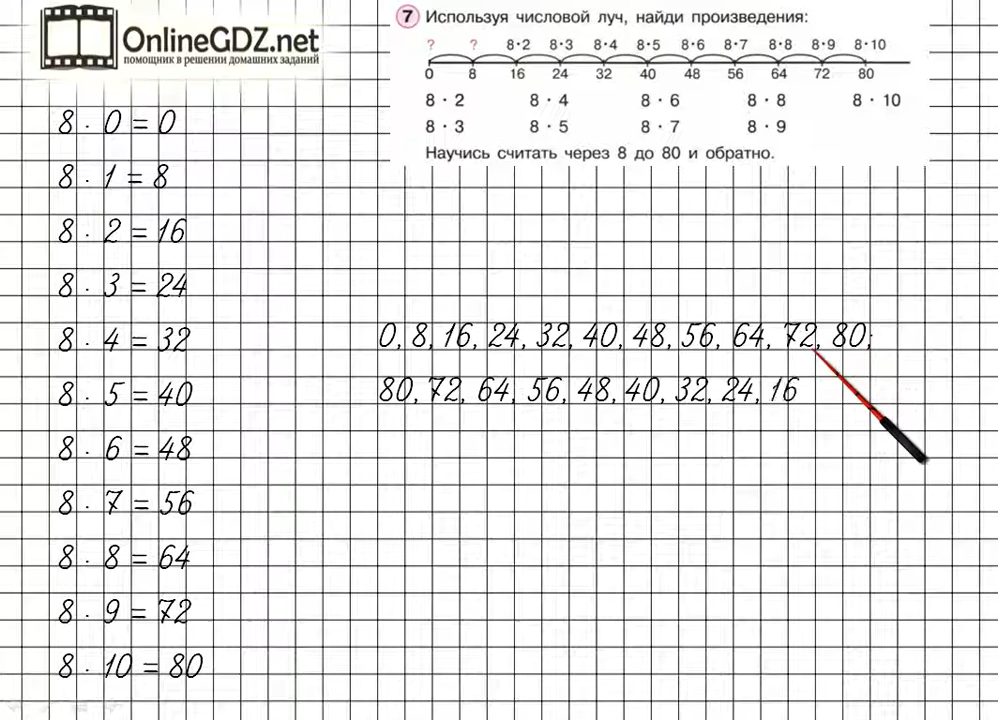 OnlineGDZ.net
помощник в решении домашних заданий
7 Используя числовой луч, найди произведения:
? ? 8·2 8·3 8·4 8·5 8·6 8·7 8·8 8·9 8·10
0 8 16 24 32 40 48 56 64 72 80
8 · 2 8 · 4 8 · 6 8 · 8 8 · 10
8 · 3 8 · 5 8 · 7 8 · 9
Научись считать через 8 до 80 и обратно.
8 · 0 = 0
8 · 1 = 8
8 · 2 = 16
8 · 3 = 24
8 · 4 = 32
8 · 5 = 40
8 · 6 = 48
8 · 7 = 56
8 · 8 = 64
8 · 9 = 72
8 · 10 = 80
0, 8, 16, 24, 32, 40, 48, 56, 64, 72, 80;
80, 72, 64, 56, 48, 40, 32, 24, 16